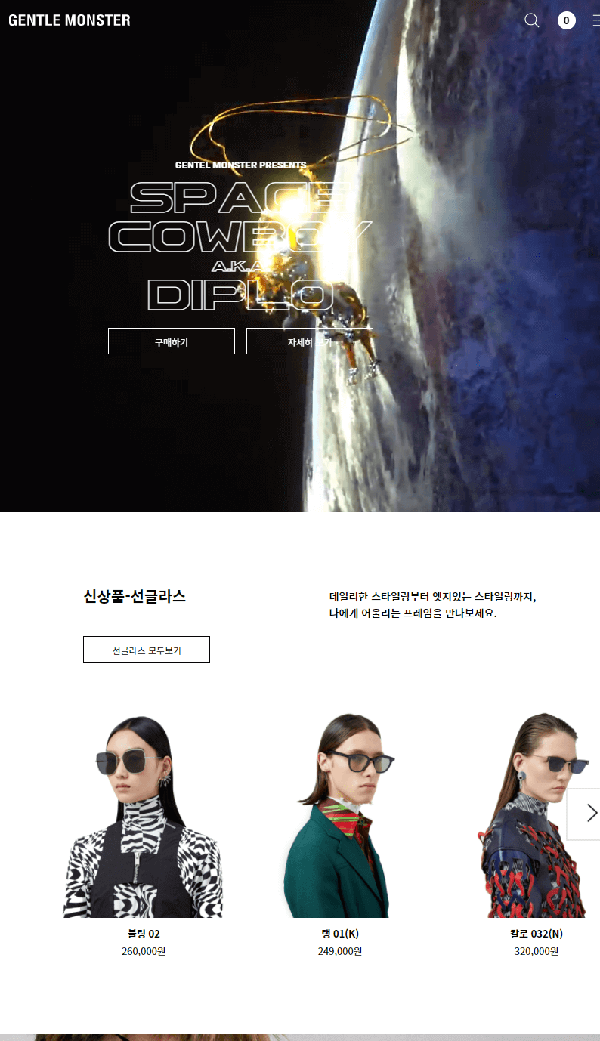 GENTLE MONSTER
0
GENTEL MONSTER PRESENTS
SPACE
COWBOY
A.K.A
DIPLO
구매하기
자세히 보기
신상품-선글라스
데일리한 스타일링부터 엣지있는 스타일링까지,
나에게 어울리는 프레임을 만나보세요.
선글라스 모두보기
260,000원
01(K)
249,000원
칼로 032(N)
320,000원